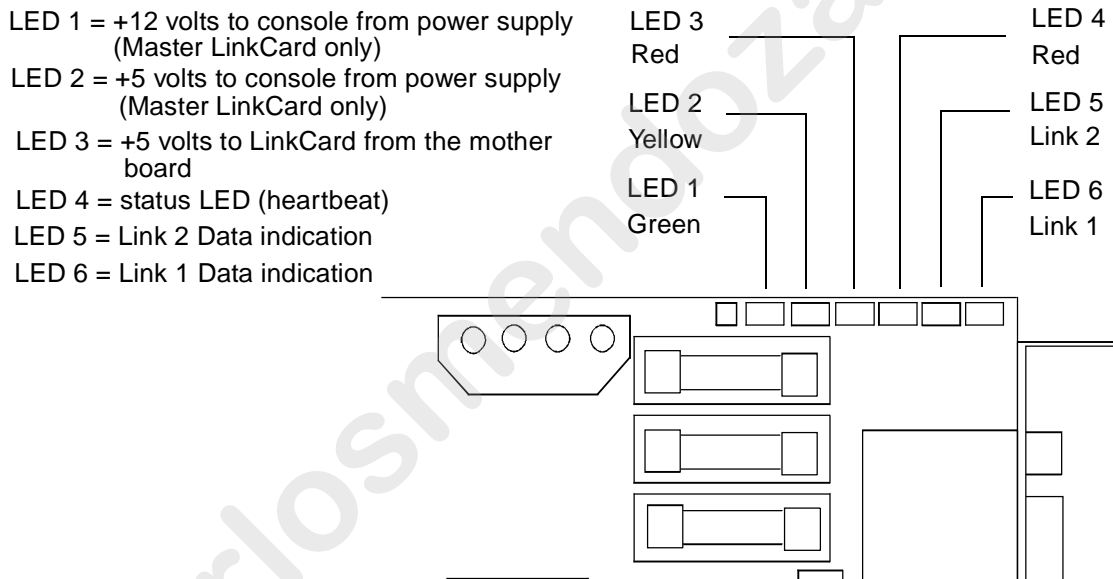 LED 1 = +12 volts to console from power supply
(Master LinkCard only)
LED 2 = +5 volts to console from power supply
(Master LinkCard only)
LED 3 = +5 volts to LinkCard from the mother
board
LED 4 = status LED (heartbeat)
LED 5 = Link 2 Data indication
LED 6 = Link 1 Data indication
LED 3
Red
LED 2
Yellow
LED 1
Green
LED 4
Red
LED 5
Link 2
LED 6
Link 1
rlosmendoza